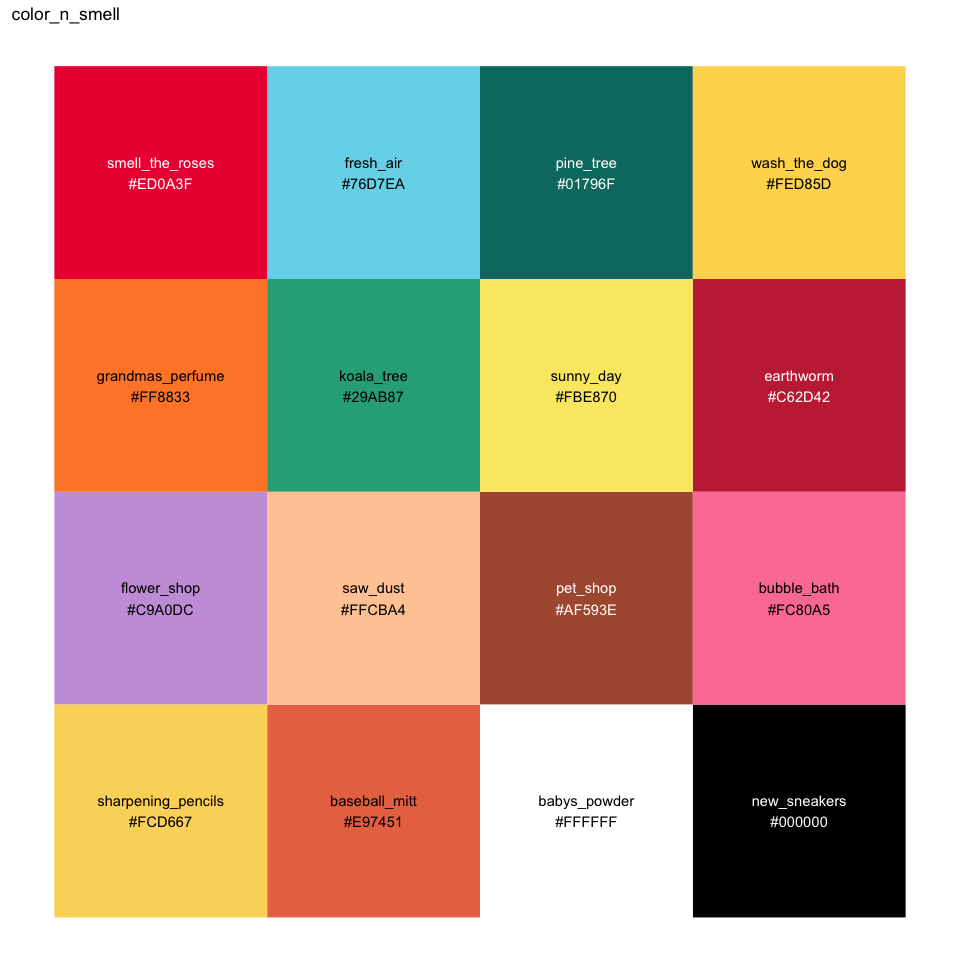 color_n_smell
smell_the_roses
#ED0A3F
fresh_air
#76D7EA
pine_tree
#01796F
wash_the_dog
#FED85D
grandmas_perfume
#FF8833
koala_tree
#29AB87
sunny_day
#FBE870
earthworm
#C62D42
flower_shop
#C9A0DC
saw_dust
#FFCBA4
pet_shop
#AF593E
bubble_bath
#FC80A5
sharpening_pencils
#FCD667
baseball_mitt
#E97451
babys_powder
#FFFFFF
new_sneakers
#000000